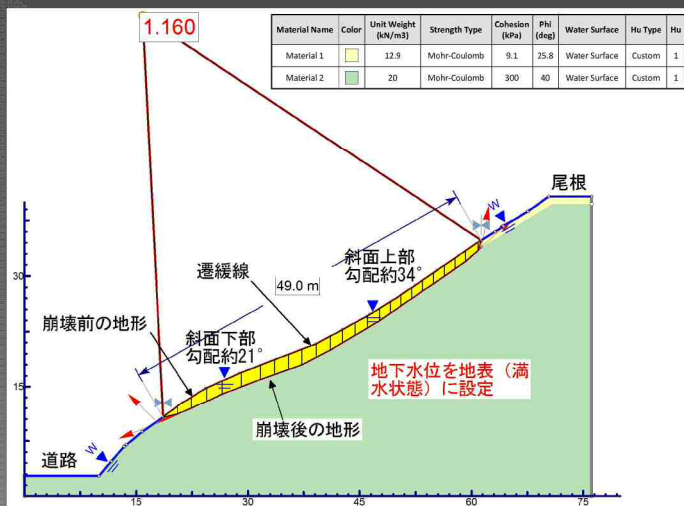 1.160
Material Name Color Unit Weight (kN/m3) Strength Type Cohesion (kPa) Phi (deg) Water Surface Hu Type Hu
Material 1 12.9 Mohr-Coulomb 9.1 25.8 Water Surface Custom 1
Material 2 20 Mohr-Coulomb 300 40 Water Surface Custom 1
尾根
W
斜面上部
勾配約34°
遷緩線
49.0 m
30
崩壊前の地形
斜面下部
勾配約21°
地下水位を地表（満
水状態）に設定
15
崩壊後の地形
W
道路
15 30 45 60 75